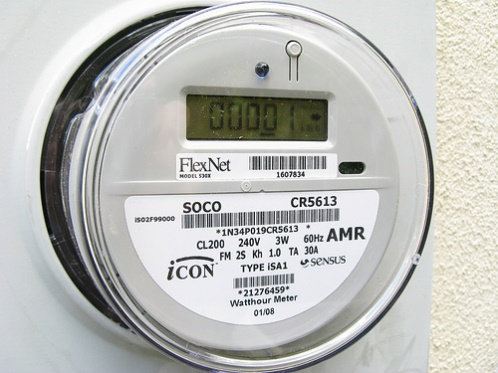 00001
FlexNet
MODEL 530X
1607834
SOCO CR5613
iS02F99000
*1N34P019CR5613 *
CL200 240V 3W 60Hz AMR
FM 2S Kh 1.0 TA 30A
iCON TYPE iSA1 SENSUS
*21276459*
Watthour Meter
01/08